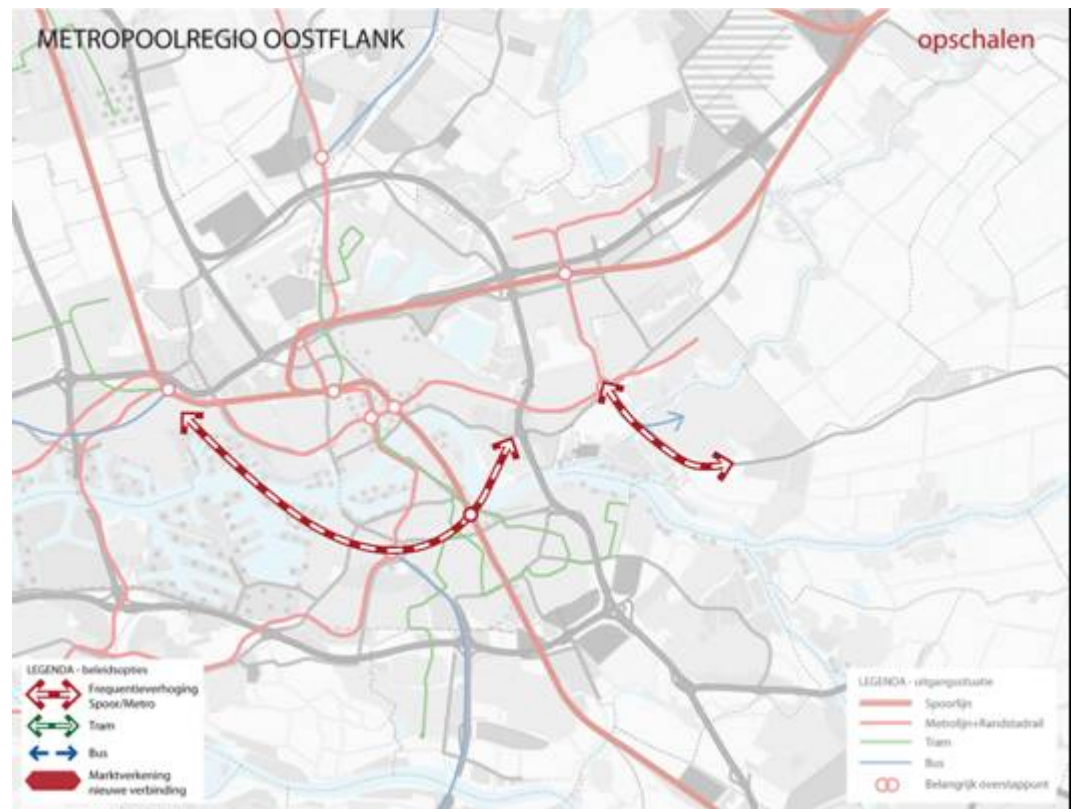 METROPOOLREGIO OOSTFLANK
opschalen
LEGENDA - beleidsopties
Frequentieverhoging
Spoor/Metro
Tram
Bus
Marktverkening
nieuwe verbinding
LEGENDA - uitgangssituatie
Spoorlijn
Metrolijn+Randstadrail
Tram
Bus
Belangrijk overstappunt